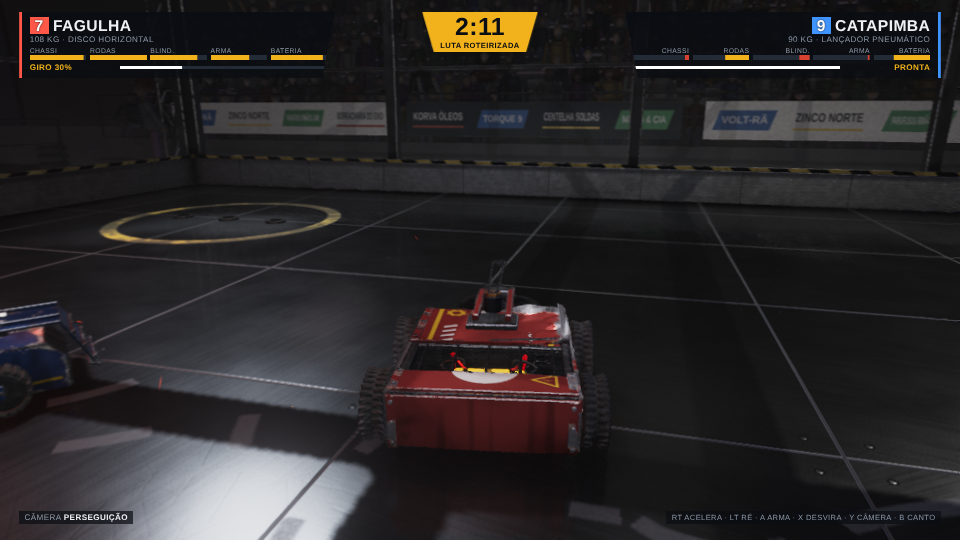 7 FAGULHA
108 KG · DISCO HORIZONTAL
CHASSI RODAS BLIND. ARMA BATERIA
GIRO 30%
2:11
LUTA ROTEIRIZADA
9 CATAPIMBA
90 KG · LANÇADOR PNEUMÁTICO
CHASSI RODAS BLIND. ARMA BATERIA
PRONTA
ZINCO NORTE
KORVA ÓLEOS
TORQUE 9
CENTELHA SOLDAS
& CIA
VOLT-RÃ
ZINCO NORTE
CÂMERA PERSEGUIÇÃO
RT ACELERA · LT RÉ · A ARMA · X DESVIRA · Y CÂMERA · B CANTO